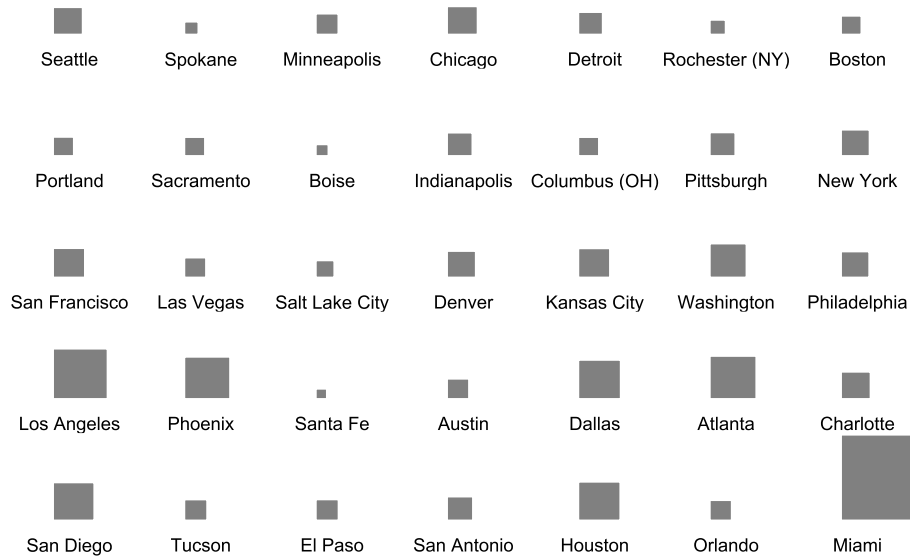 Seattle Spokane Minneapolis Chicago Detroit Rochester (NY) Boston
Portland Sacramento Boise Indianapolis Columbus (OH) Pittsburgh New York
San Francisco Las Vegas Salt Lake City Denver Kansas City Washington Philadelphia
Los Angeles Phoenix Santa Fe Austin Dallas Atlanta Charlotte
San Diego Tucson El Paso San Antonio Houston Orlando Miami